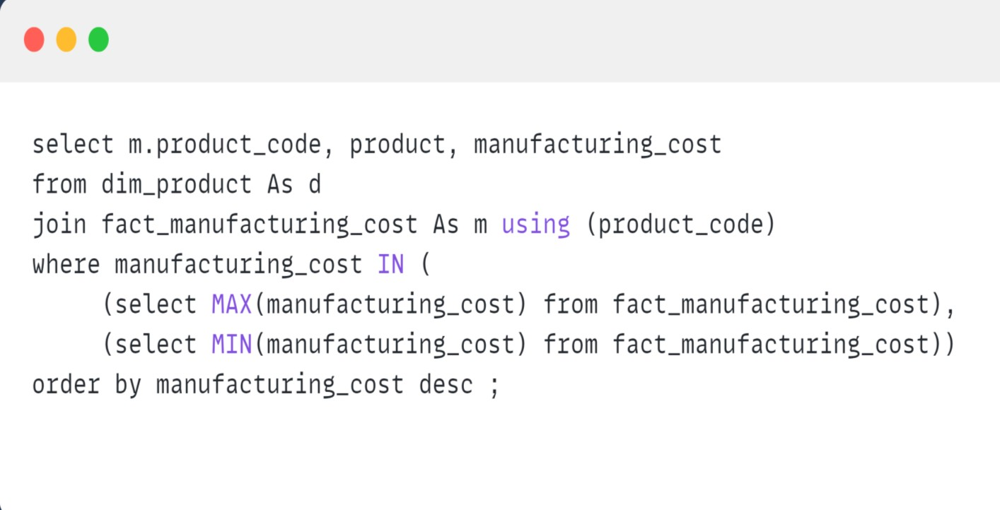 select m.product_code, product, manufacturing_cost
from dim_product As d
join fact_manufacturing_cost As m using (product_code)
where manufacturing_cost IN (
     (select MAX(manufacturing_cost) from fact_manufacturing_cost),
     (select MIN(manufacturing_cost) from fact_manufacturing_cost))
order by manufacturing_cost desc ;